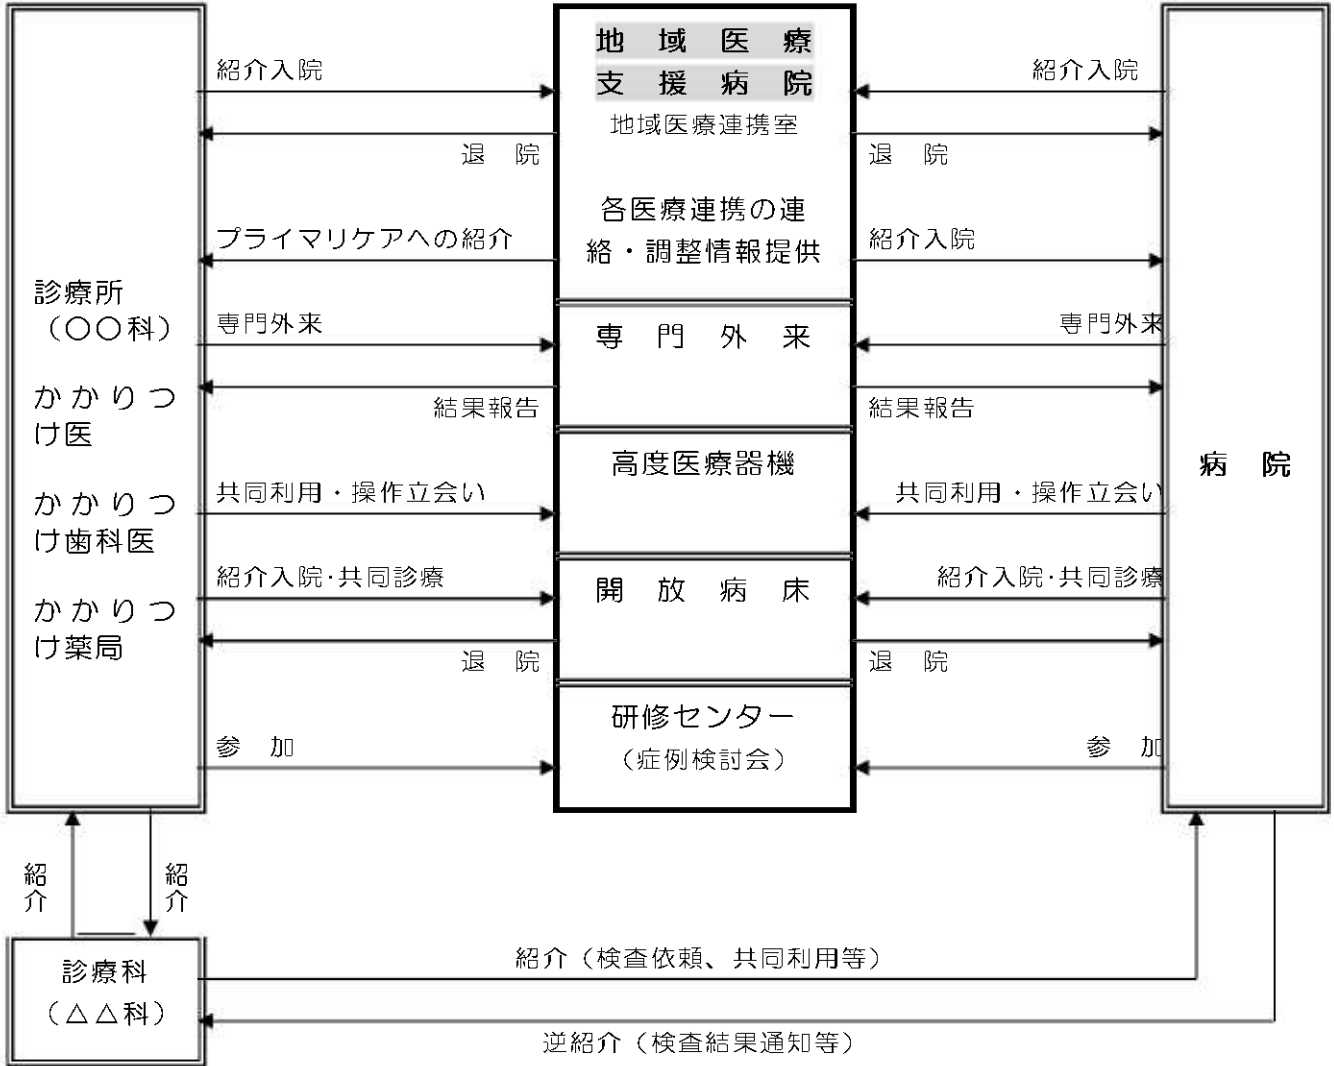 地　域　医　療
支　援　病　院
地域医療連携室
各医療連携の連
絡・調整情報提供
専　門　外　来
高度医療器機
開　放　病　床
研修センター
（症例検討会）
診療所
（〇〇科）
かかりつ
け医
かかりつ
け歯科医
かかりつ
け薬局
紹介入院
退　院
プライマリケアへの紹介
専門外来
結果報告
共同利用・操作立会い
紹介入院・共同診療
退　院
参　加
紹介入院
退　院
紹介入院
専門外来
結果報告
共同利用・操作立会い
紹介入院・共同診療
退　院
参　加
病　院
紹介
紹介
診療科
（△△科）
紹介（検査依頼、共同利用等）
逆紹介（検査結果通知等）